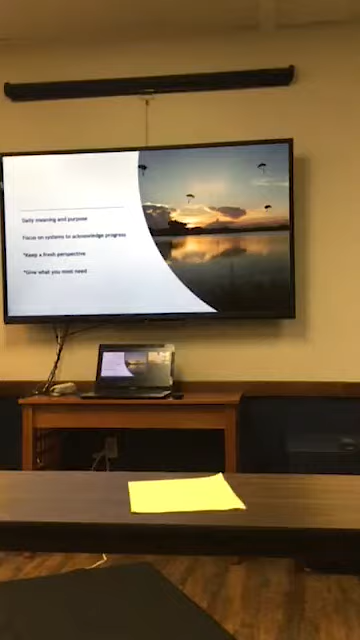 Daily meaning and purpose
Focus on systems to acknowledge progress
*Keep a fresh perspective
*Give what you most need